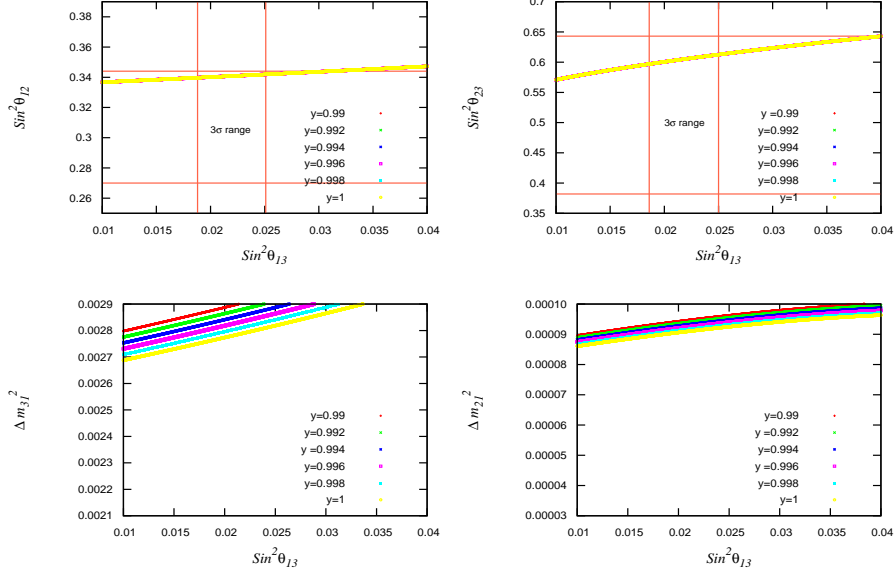 0.38
0.36
0.34
0.32
0.3
0.28
0.26
Sin²θ₁₂
3σ range
y=0.99
y=0.992
y=0.994
y=0.996
y=0.998
y=1
0.01 0.015 0.02 0.025 0.03 0.035 0.04
Sin²θ₁₃
0.7
0.65
0.6
0.55
0.5
0.45
0.4
0.35
Sin²θ₂₃
3σ range
y =0.99
y=0.992
y=0.994
y=0.996
y=0.998
y=1
0.01 0.015 0.02 0.025 0.03 0.035 0.04
Sin²θ₁₃
0.0029
0.0028
0.0027
0.0026
0.0025
0.0024
0.0023
0.0022
0.0021
Δ m₃₁²
y=0.99
y=0.992
y =0.994
y =0.996
y=0.998
y=1
0.01 0.015 0.02 0.025 0.03 0.035 0.04
Sin²θ₁₃
0.00010
0.00009
0.00008
0.00007
0.00006
0.00005
0.00004
0.00003
Δ m₂₁²
y=0.99
y=0.992
y =0.994
y =0.996
y=0.998
y=1
0.01 0.015 0.02 0.025 0.03 0.035 0.04
Sin²θ₁₃